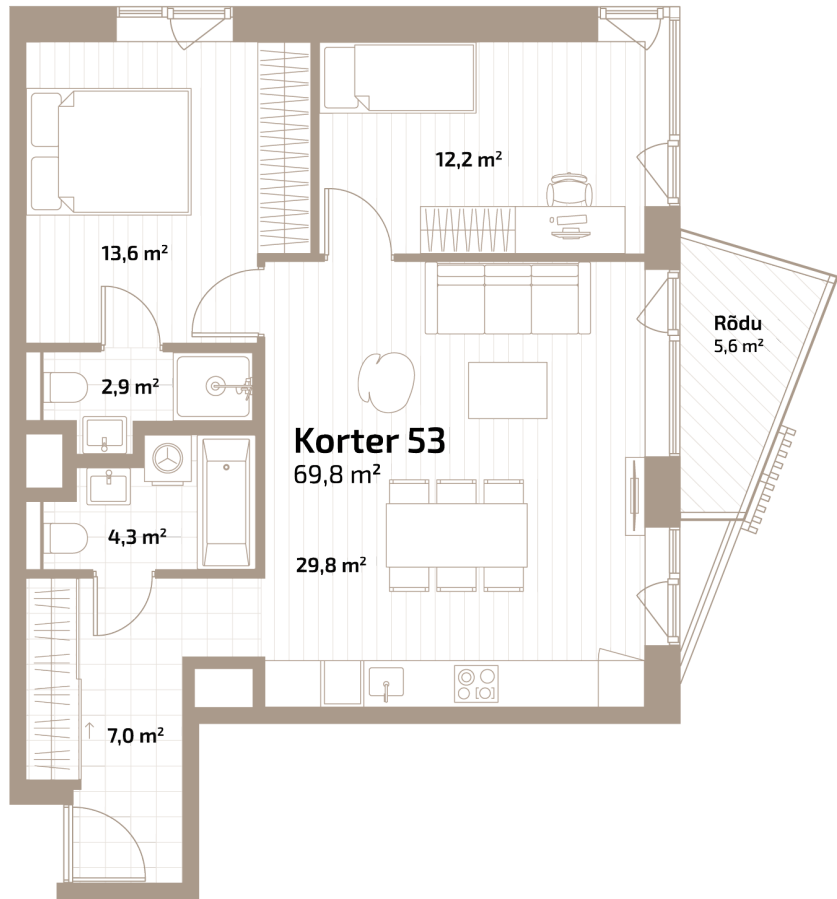 12,2 m²
13,6 m²
Rõdu
5,6 m²
2,9 m²
Korter 53
69,8 m²
4,3 m²
29,8 m²
7,0 m²